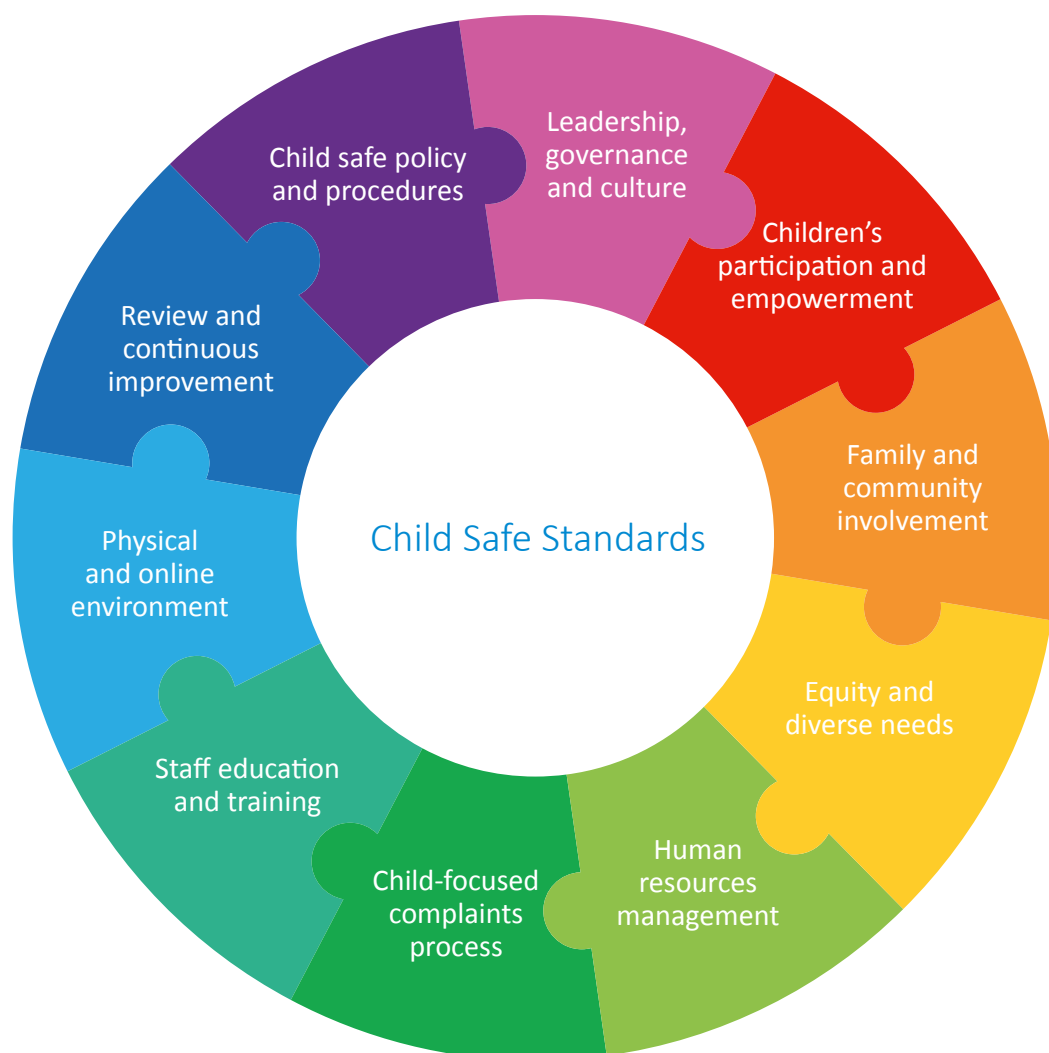 Leadership,
governance
and culture
Children’s
participation and
empowerment
Family and
community
involvement
Equity and
diverse needs
Human
resources
management
Child-focused
complaints
process
Staff education
and training
Physical
and online
environment
Review and
continuous
improvement
Child safe policy
and procedures
Child Safe Standards